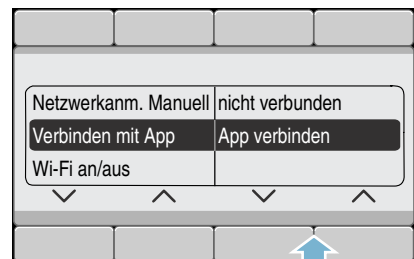 Netzwerkanm. Manuell nicht verbunden
Verbinden mit App App verbinden
Wi-Fi an/aus